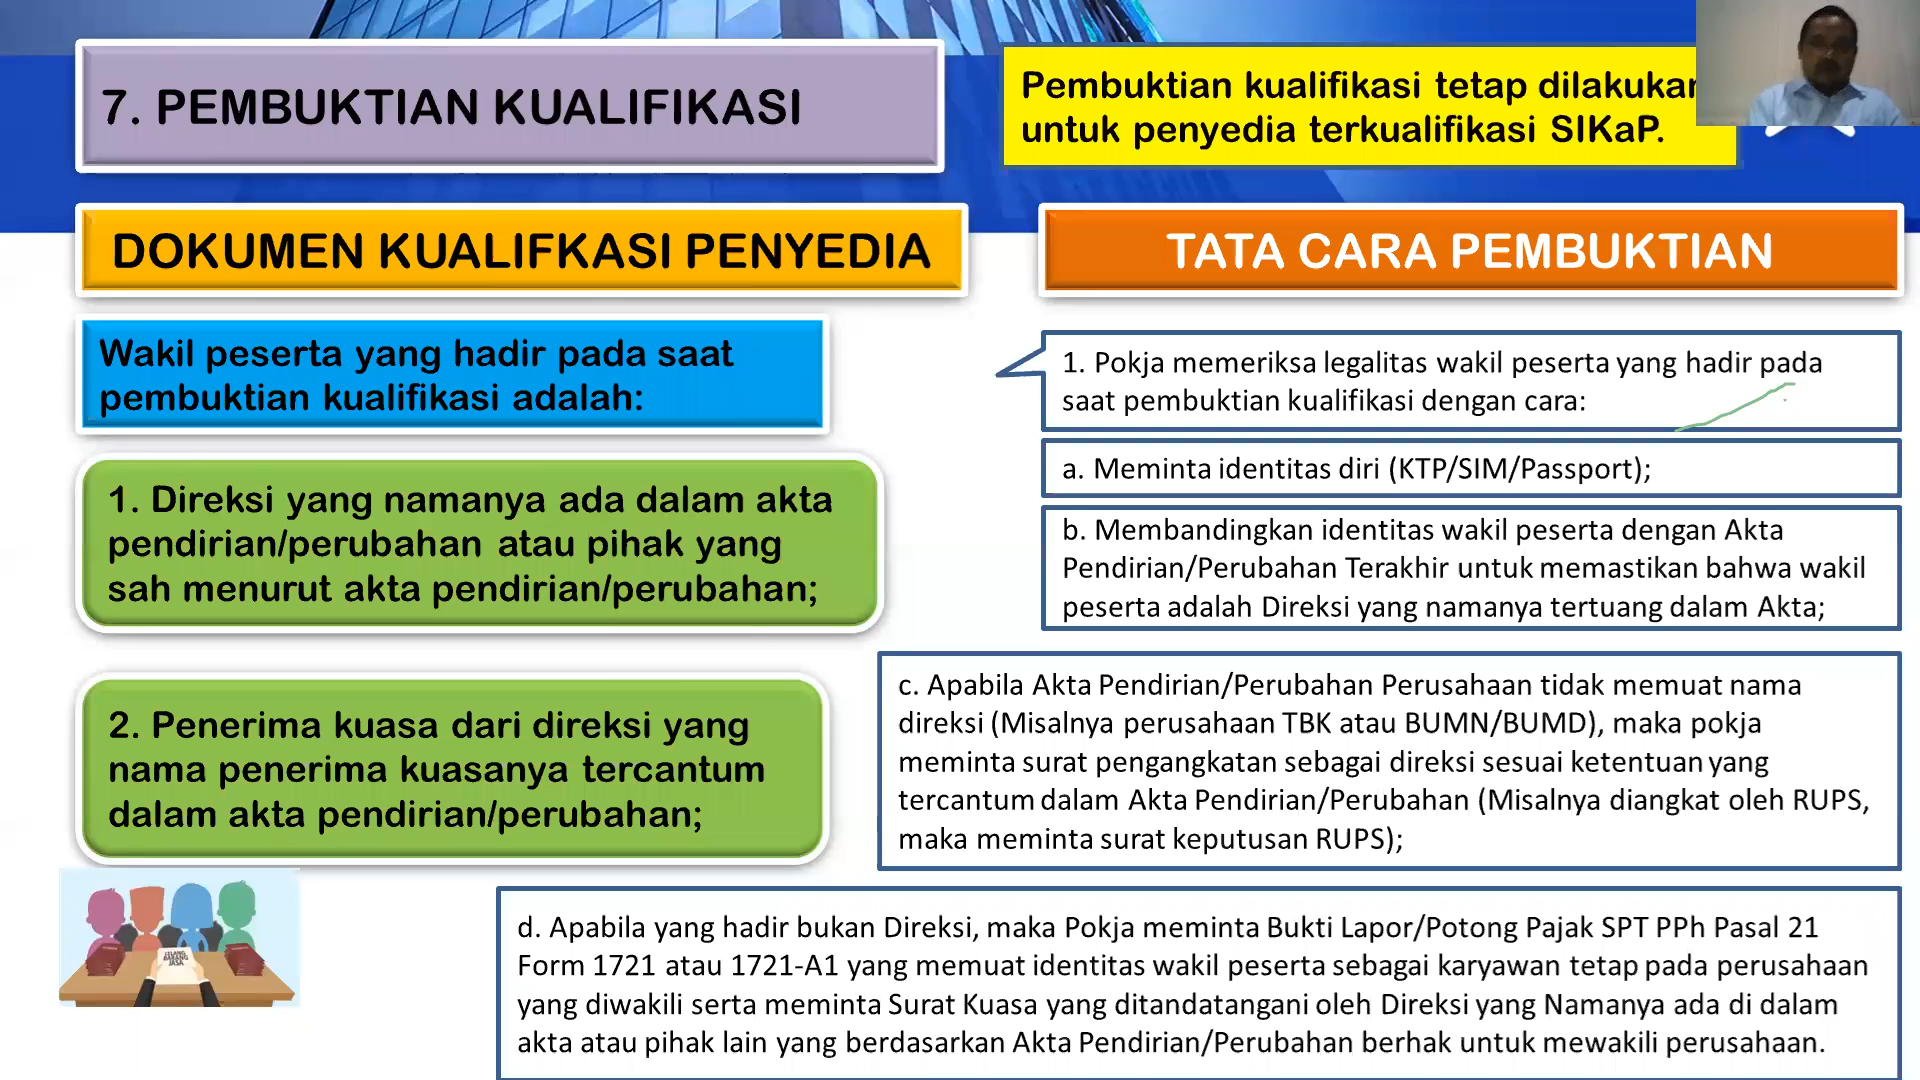 7. PEMBUKTIAN KUALIFIKASI
Pembuktian kualifikasi tetap dilakukan
untuk penyedia terkualifikasi SIKaP.
DOKUMEN KUALIFKASI PENYEDIA
TATA CARA PEMBUKTIAN
Wakil peserta yang hadir pada saat
pembuktian kualifikasi adalah:
1. Direksi yang namanya ada dalam akta
pendirian/perubahan atau pihak yang
sah menurut akta pendirian/perubahan;
2. Penerima kuasa dari direksi yang
nama penerima kuasanya tercantum
dalam akta pendirian/perubahan;
1. Pokja memeriksa legalitas wakil peserta yang hadir pada
saat pembuktian kualifikasi dengan cara:
a. Meminta identitas diri (KTP/SIM/Passport);
b. Membandingkan identitas wakil peserta dengan Akta
Pendirian/Perubahan Terakhir untuk memastikan bahwa wakil
peserta adalah Direksi yang namanya tertuang dalam Akta;
c. Apabila Akta Pendirian/Perubahan Perusahaan tidak memuat nama
direksi (Misalnya perusahaan TBK atau BUMN/BUMD), maka pokja
meminta surat pengangkatan sebagai direksi sesuai ketentuan yang
tercantum dalam Akta Pendirian/Perubahan (Misalnya diangkat oleh RUPS,
maka meminta surat keputusan RUPS);
LELANG
BARANG
JASA
d. Apabila yang hadir bukan Direksi, maka Pokja meminta Bukti Lapor/Potong Pajak SPT PPh Pasal 21
Form 1721 atau 1721-A1 yang memuat identitas wakil peserta sebagai karyawan tetap pada perusahaan
yang diwakili serta meminta Surat Kuasa yang ditandatangani oleh Direksi yang Namanya ada di dalam
akta atau pihak lain yang berdasarkan Akta Pendirian/Perubahan berhak untuk mewakili perusahaan.